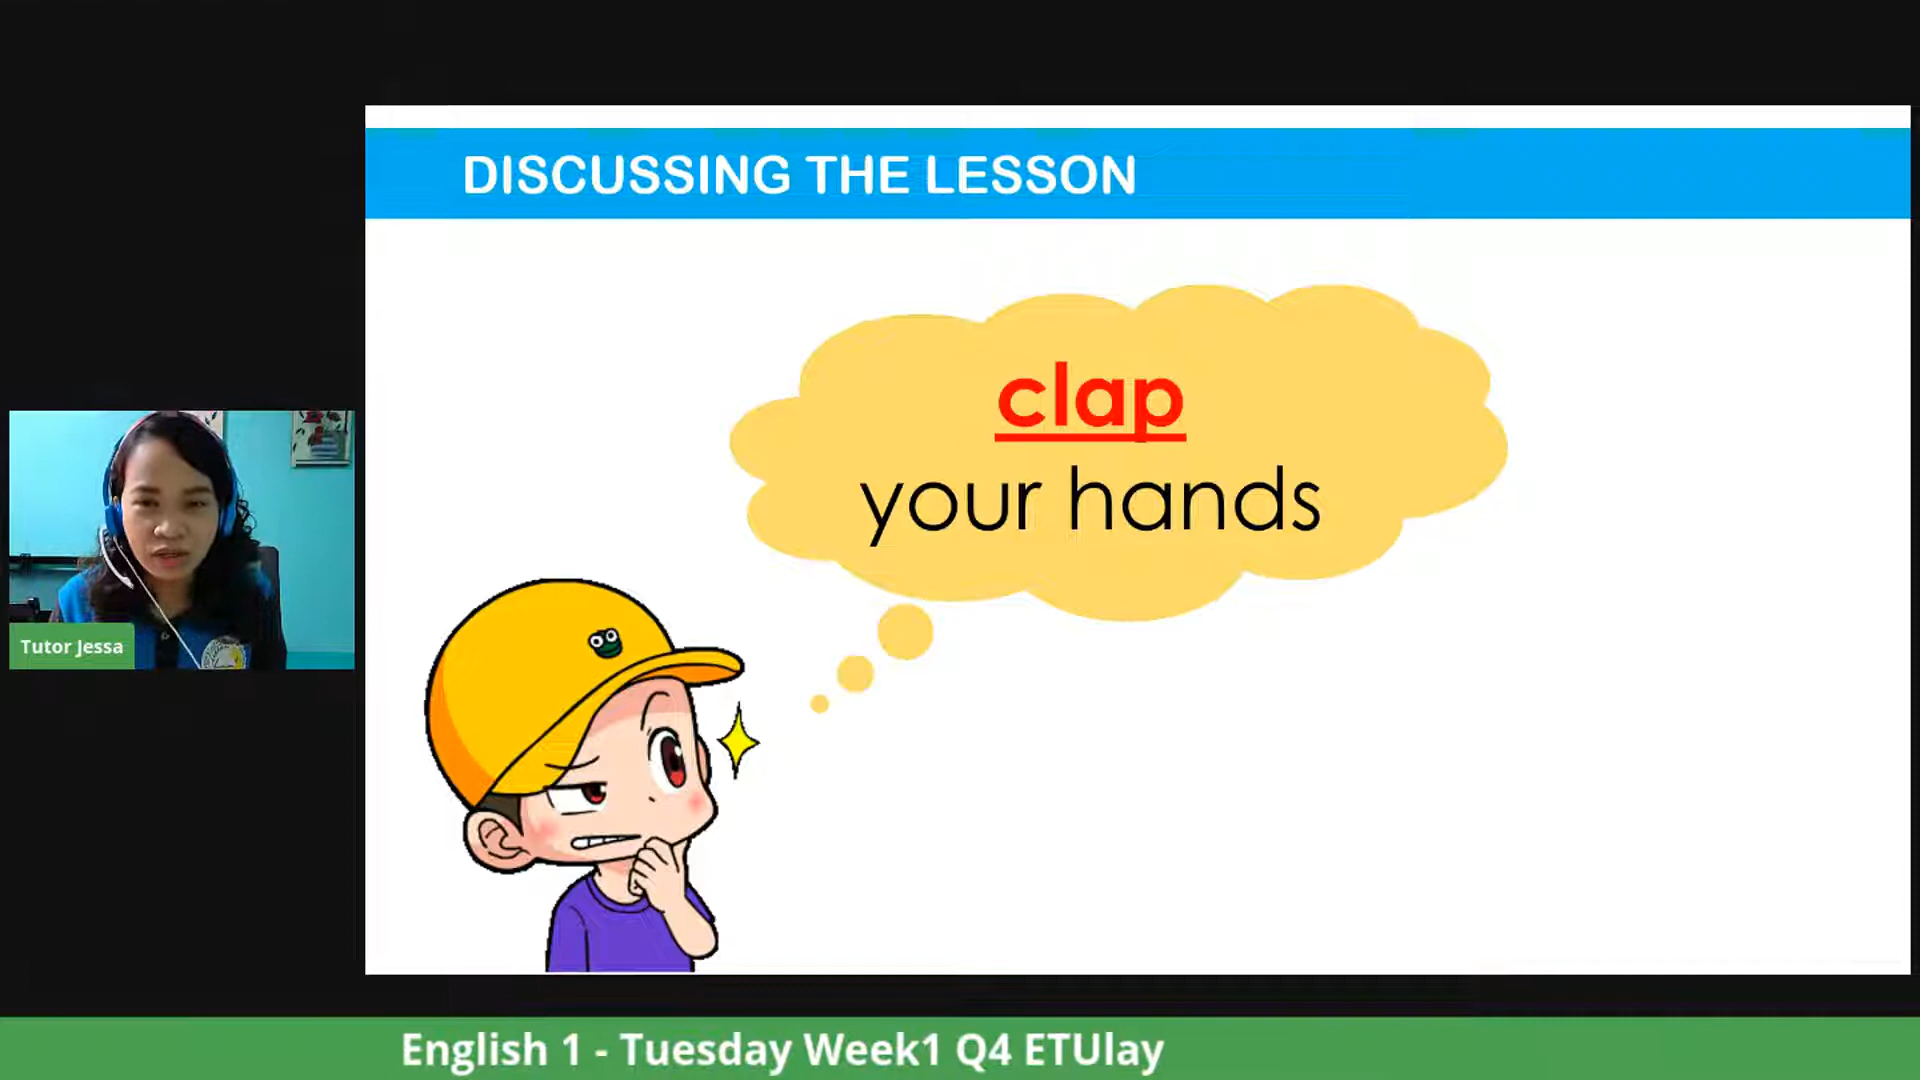 DISCUSSING THE LESSON
clap
your hands
Tutor Jessa
English 1 - Tuesday Week1 Q4 ETUlay